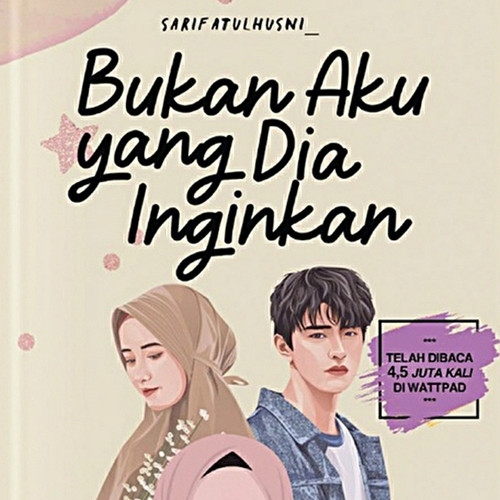 SARIFATULHUSNI_
Bukan Aku
yang Dia
Inginkan
TELAH DIBACA
4,5 JUTA KALI
DI WATTPAD